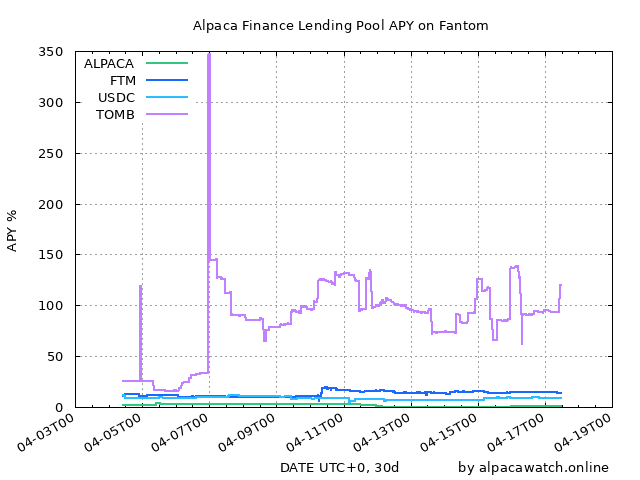 Alpaca Finance Lending Pool APY on Fantom
350
300
250
200
150
100
50
0
APY %
ALPACA
FTM
USDC
TOMB
04-03T00
04-05T00
04-07T00
04-09T00
04-11T00
04-13T00
04-15T00
04-17T00
04-19T00
DATE UTC+0, 30d
by alpacawatch.online